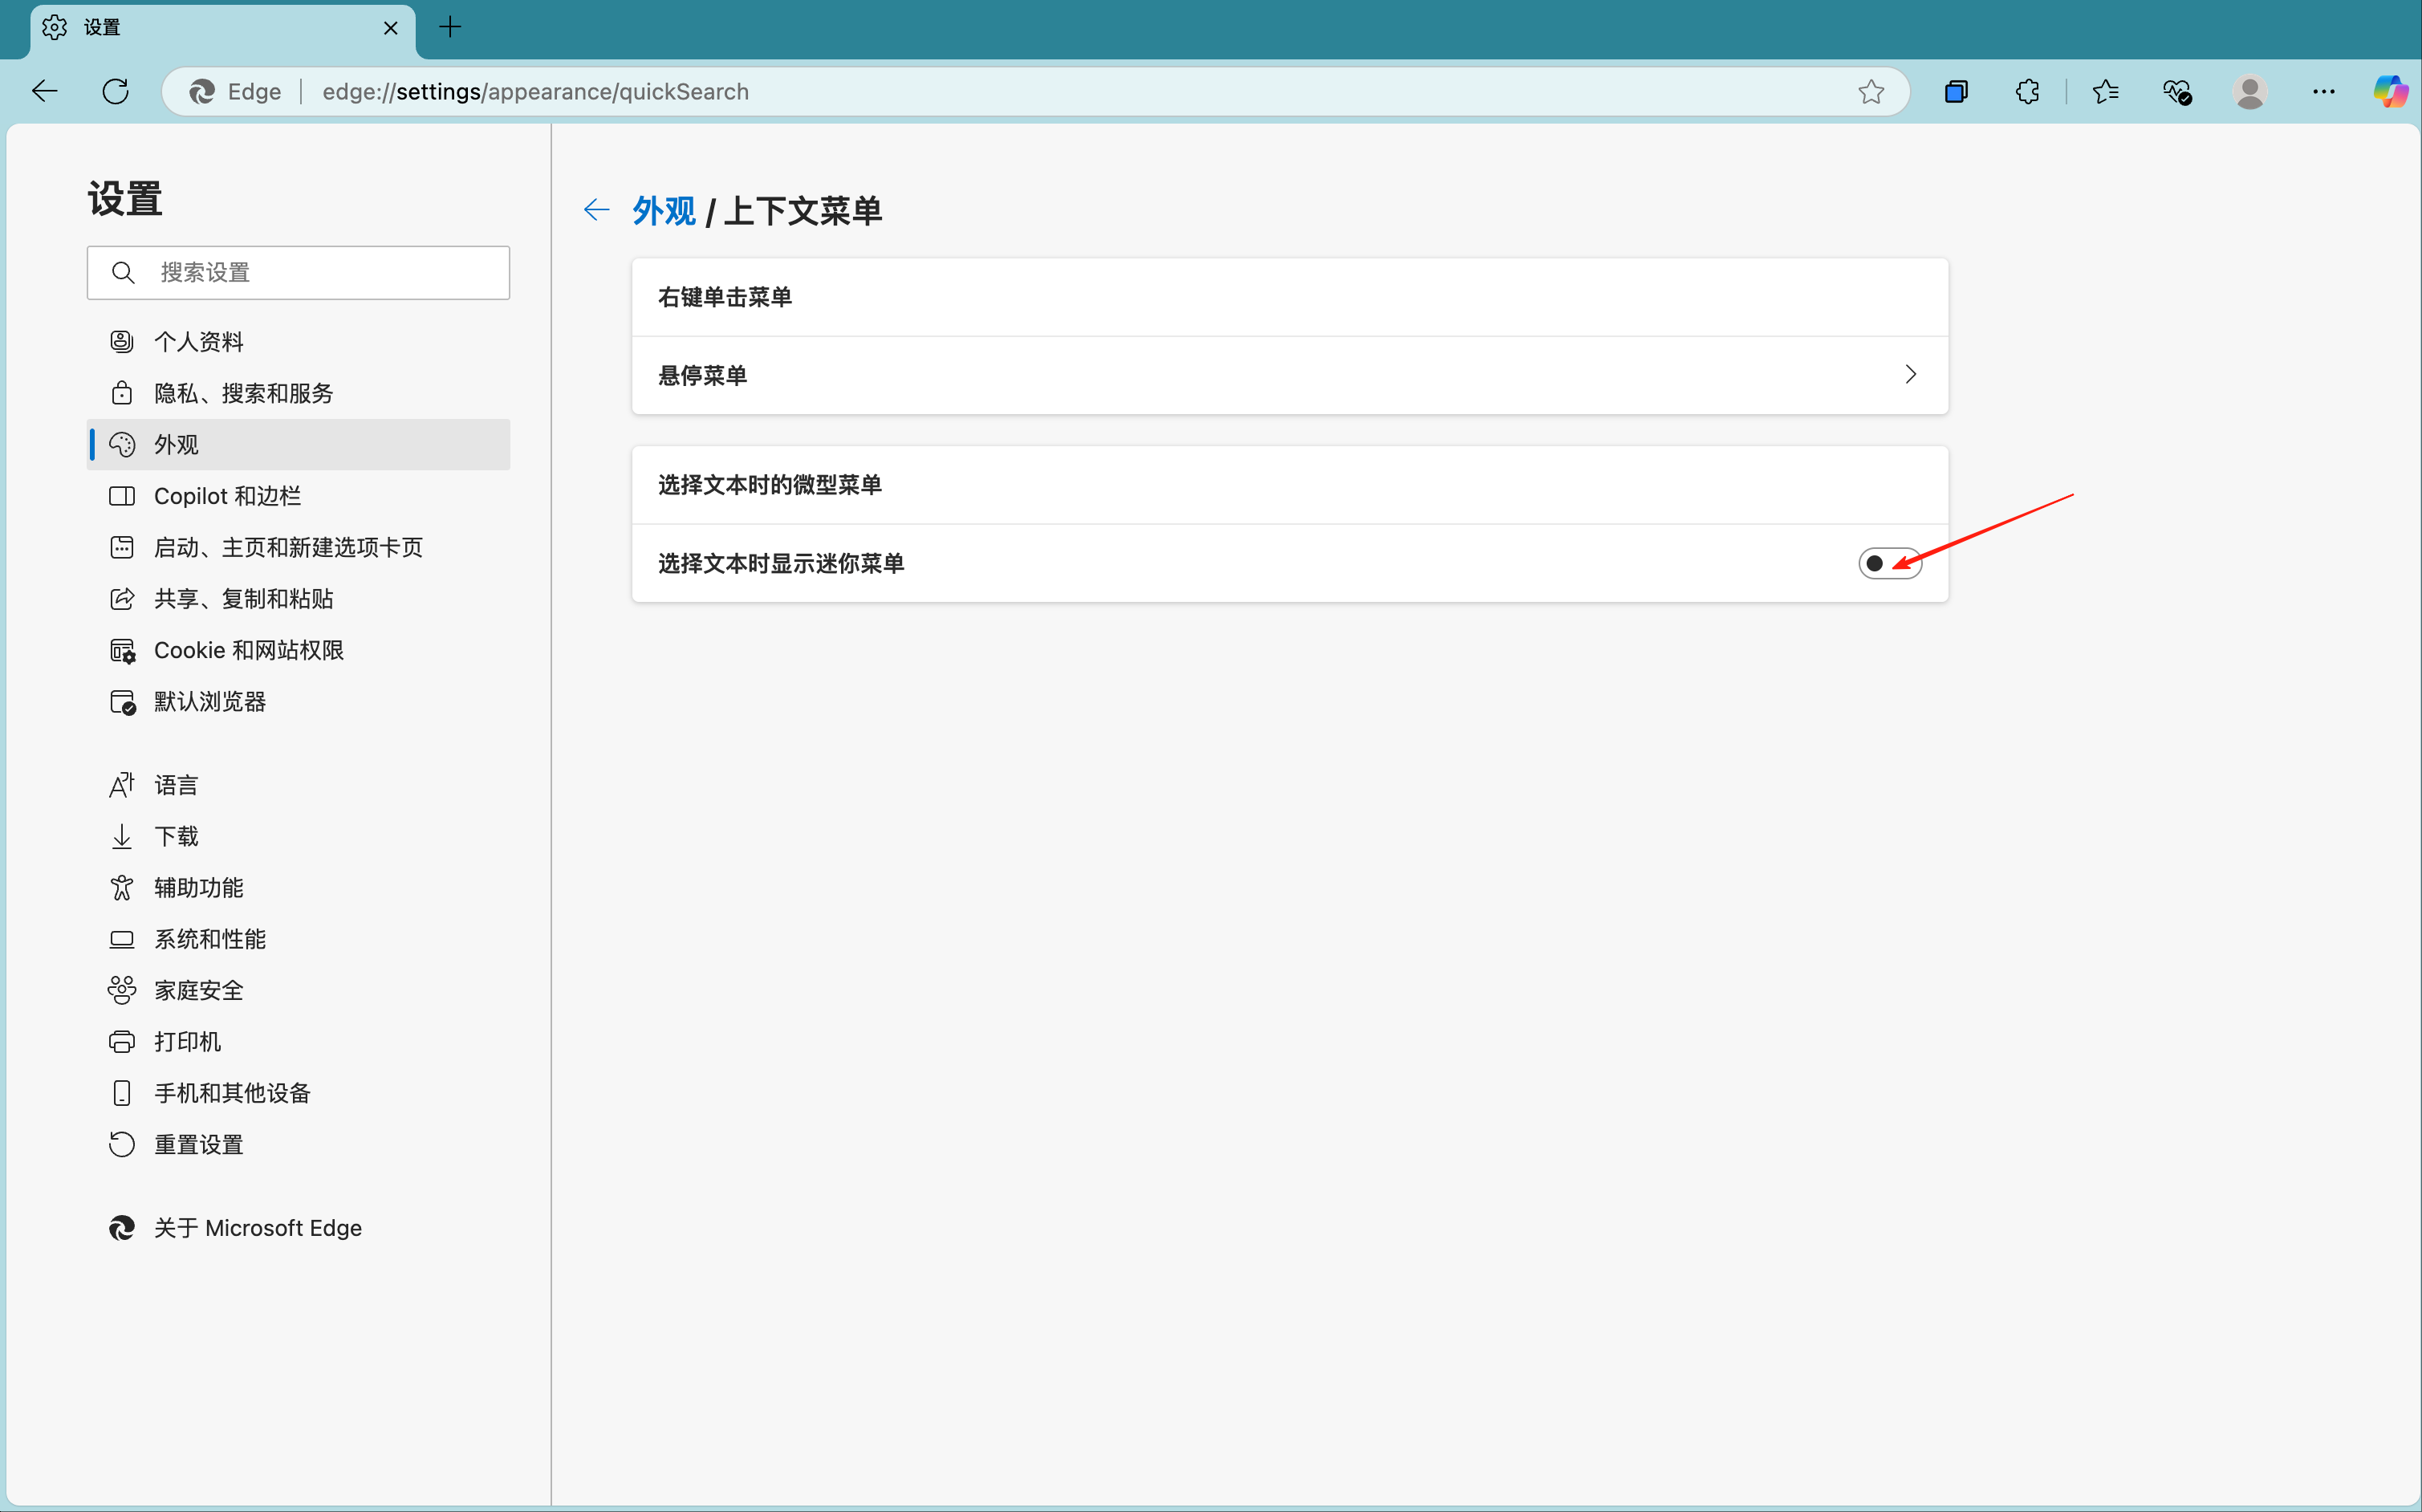 设置
Edge
edge://settings/appearance/quickSearch
设置
搜索设置
个人资料
隐私、搜索和服务
外观
Copilot 和边栏
启动、主页和新建选项卡页
共享、复制和粘贴
Cookie 和网站权限
默认浏览器
语言
下载
辅助功能
系统和性能
家庭安全
打印机
手机和其他设备
重置设置
关于 Microsoft Edge
外观 / 上下文菜单
右键单击菜单
悬停菜单
选择文本时的微型菜单
选择文本时显示迷你菜单